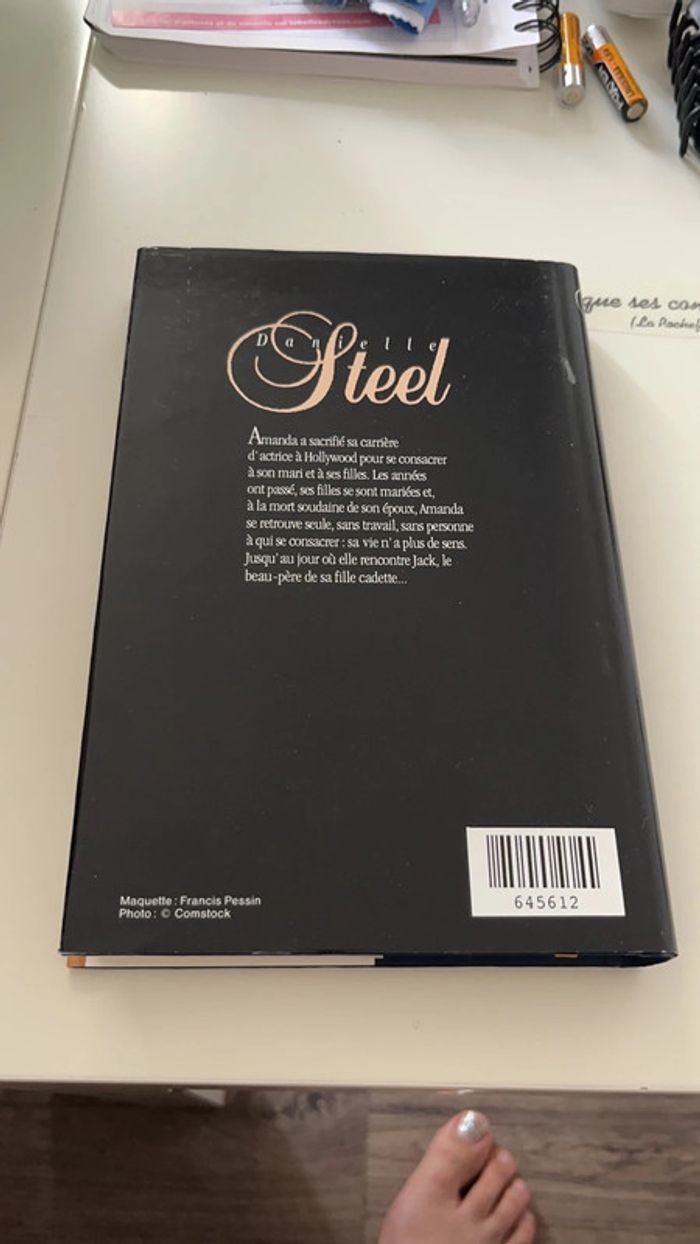 Danielle
Steel
Amanda a sacrifié sa carrière
d'actrice à Hollywood pour se consacrer
à son mari et à ses filles. Les années
ont passé, ses filles se sont mariées et,
à la mort soudaine de son époux, Amanda
se retrouve seule, sans travail, sans personne
à qui se consacrer : sa vie n'a plus de sens.
Jusqu'au jour où elle rencontre Jack, le
beau-père de sa fille cadette...
que ses con
(La Rochef
Maquette : Francis Pessin
Photo : © Comstock
645612